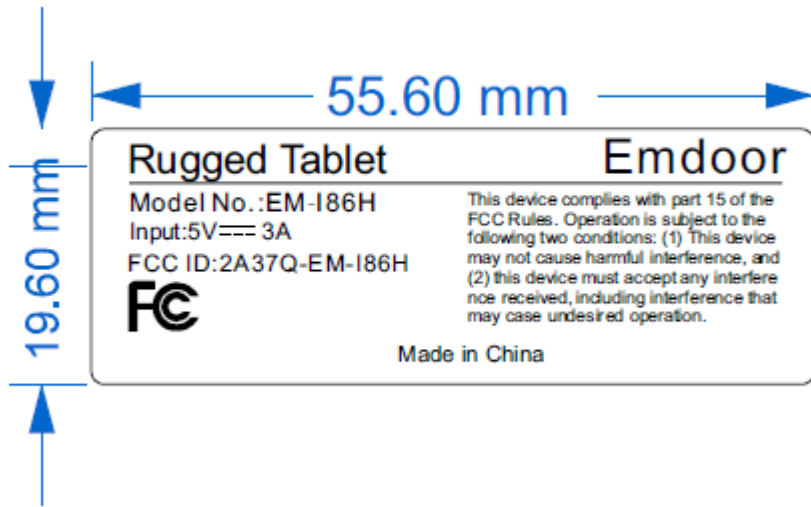 55.60 mm
19.60 mm
Rugged Tablet
Emdoor
Model No.:EM-I86H
Input:5V⎓3A
FCC ID:2A37Q-EM-I86H
FC
This device complies with part 15 of the
FCC Rules. Operation is subject to the
following two conditions: (1) This device
may not cause harmful interference, and
(2) this device must accept any interfere
nce received, including interference that
may case undesired operation.
Made in China